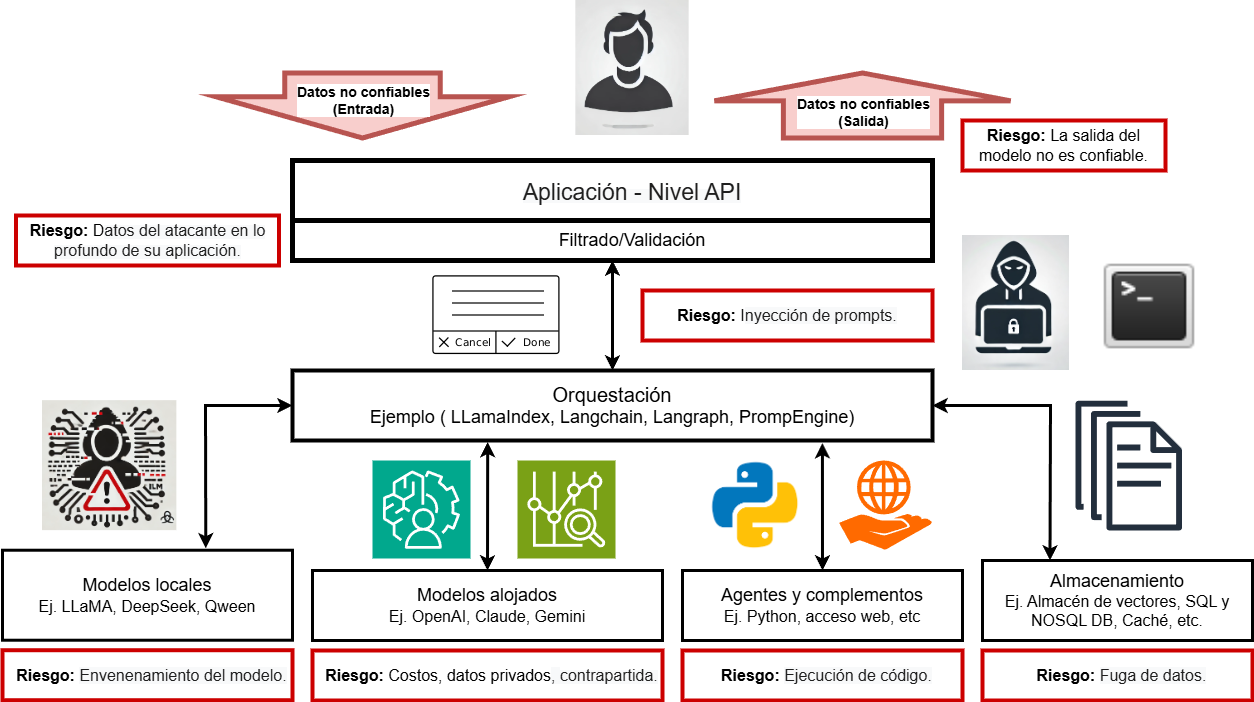 Datos no confiables
(Entrada)
Datos no confiables
(Salida)
Riesgo: La salida del
modelo no es confiable.
Aplicación - Nivel API
Riesgo: Datos del atacante en lo
profundo de su aplicación.
Filtrado/Validación
>_
Riesgo: Inyección de prompts.
Cancel
Done
Orquestación
Ejemplo ( LLamaIndex, Langchain, Langraph, PrompEngine)
ILM
Modelos locales
Ej. LLaMA, DeepSeek, Qween
Modelos alojados
Ej. OpenAI, Claude, Gemini
Agentes y complementos
Ej. Python, acceso web, etc
Almacenamiento
Ej. Almacén de vectores, SQL y
NOSQL DB, Caché, etc.
Riesgo: Envenenamiento del modelo.
Riesgo: Costos, datos privados, contrapartida.
Riesgo: Ejecución de código.
Riesgo: Fuga de datos.